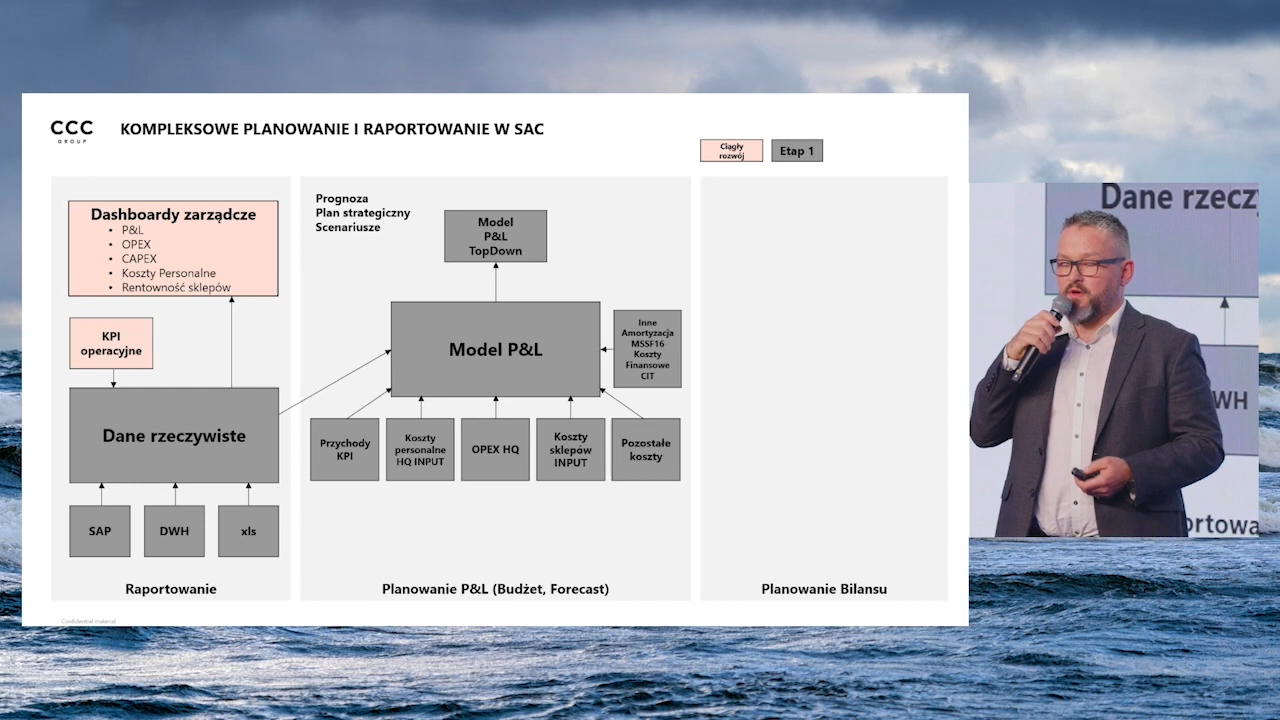 CCC
GROUP
KOMPLEKSOWE PLANOWANIE I RAPORTOWANIE W SAC
Ciągły
rozwój
Etap 1
Dashboardy zarządcze
• P&L
• OPEX
• CAPEX
• Koszty Personalne
• Rentowność sklepów
KPI
operacyjne
Dane rzeczywiste
SAP
DWH
xls
Raportowanie
Prognoza
Plan strategiczny
Scenariusze
Model
P&L
TopDown
Model P&L
Inne
Amortyzacja
MSSF16
Koszty
Finansowe
CIT
Przychody
KPI
Koszty
personalne
HQ INPUT
OPEX HQ
Koszty
sklepów
INPUT
Pozostałe
koszty
Planowanie P&L (Budżet, Forecast)
Planowanie Bilansu
Confidential material
Dane rzeczy
WH
ortowa